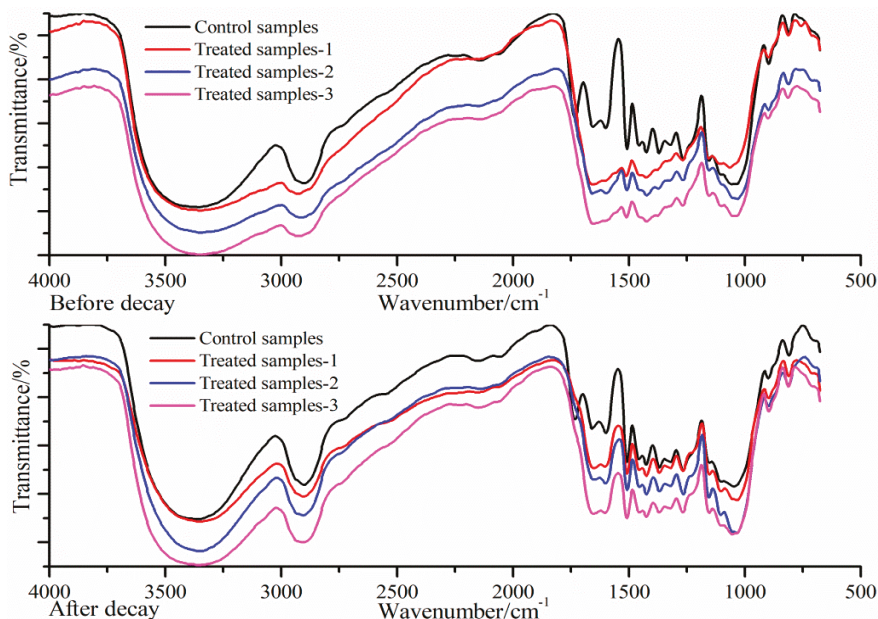 Transmittance/%
Control samples
Treated samples-1
Treated samples-2
Treated samples-3
4000 3500 3000 2500 2000 1500 1000 500
Before decay
Wavenumber/cm⁻¹
Transmittance/%
Control samples
Treated samples-1
Treated samples-2
Treated samples-3
4000 3500 3000 2500 2000 1500 1000 500
After decay
Wavenumber/cm⁻¹